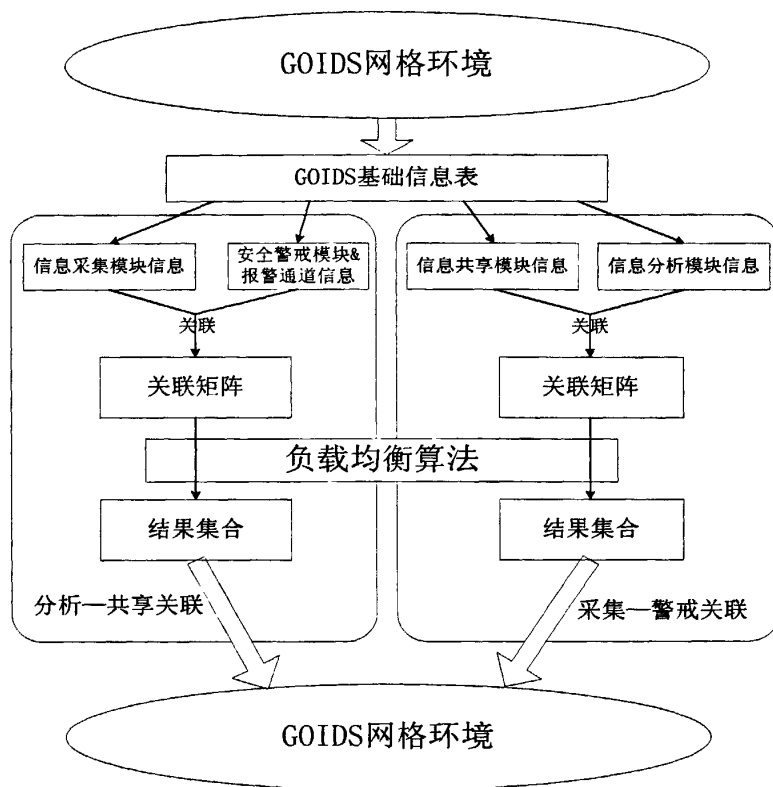 GOIDS网格环境
GOIDS基础信息表
信息采集模块信息
安全警戒模块&
报警通道信息
信息共享模块信息
信息分析模块信息
关联
关联
关联矩阵
关联矩阵
负载均衡算法
结果集合
结果集合
分析—共享关联
采集—警戒关联
GOIDS网格环境